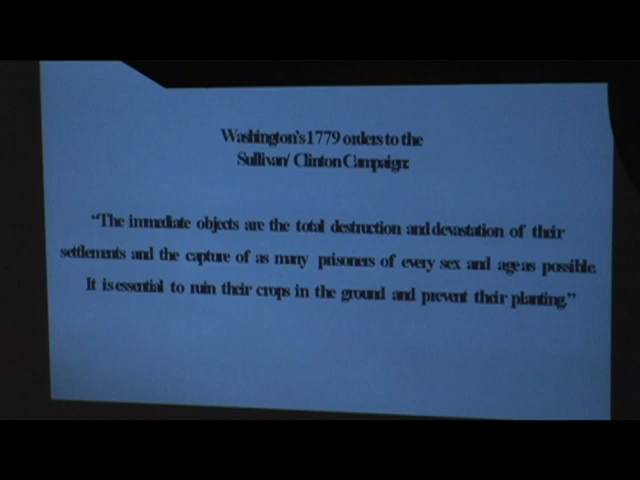 Washington's 1779 orders to the
Sullivan/ Clinton Campaign:
"The immediate objects are the total destruction and devastation of their
settlements and the capture of as many prisoners of every sex and age as possible.
It is essential to ruin their crops in the ground and prevent their planting."